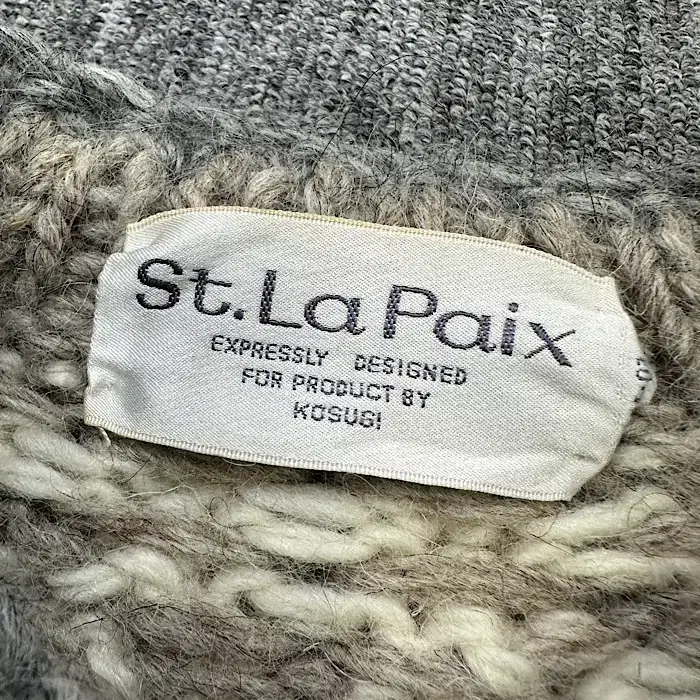 St. La Paix
EXPRESSLY DESIGNED
FOR PRODUCT BY
KOSUGI